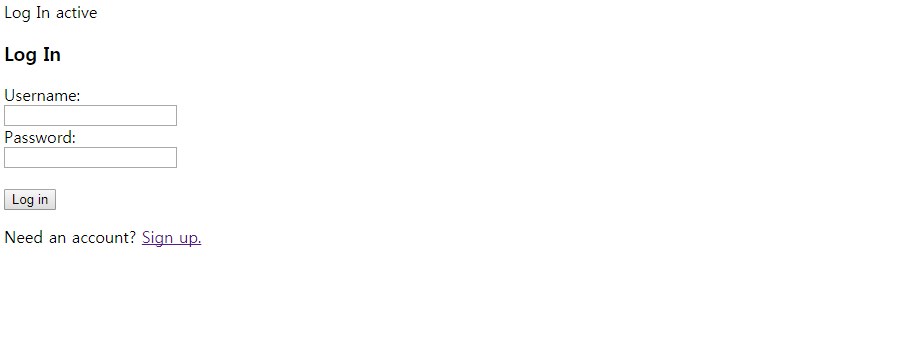 Log In active
Log In
Username:
Password:
Log in
Need an account? Sign up.